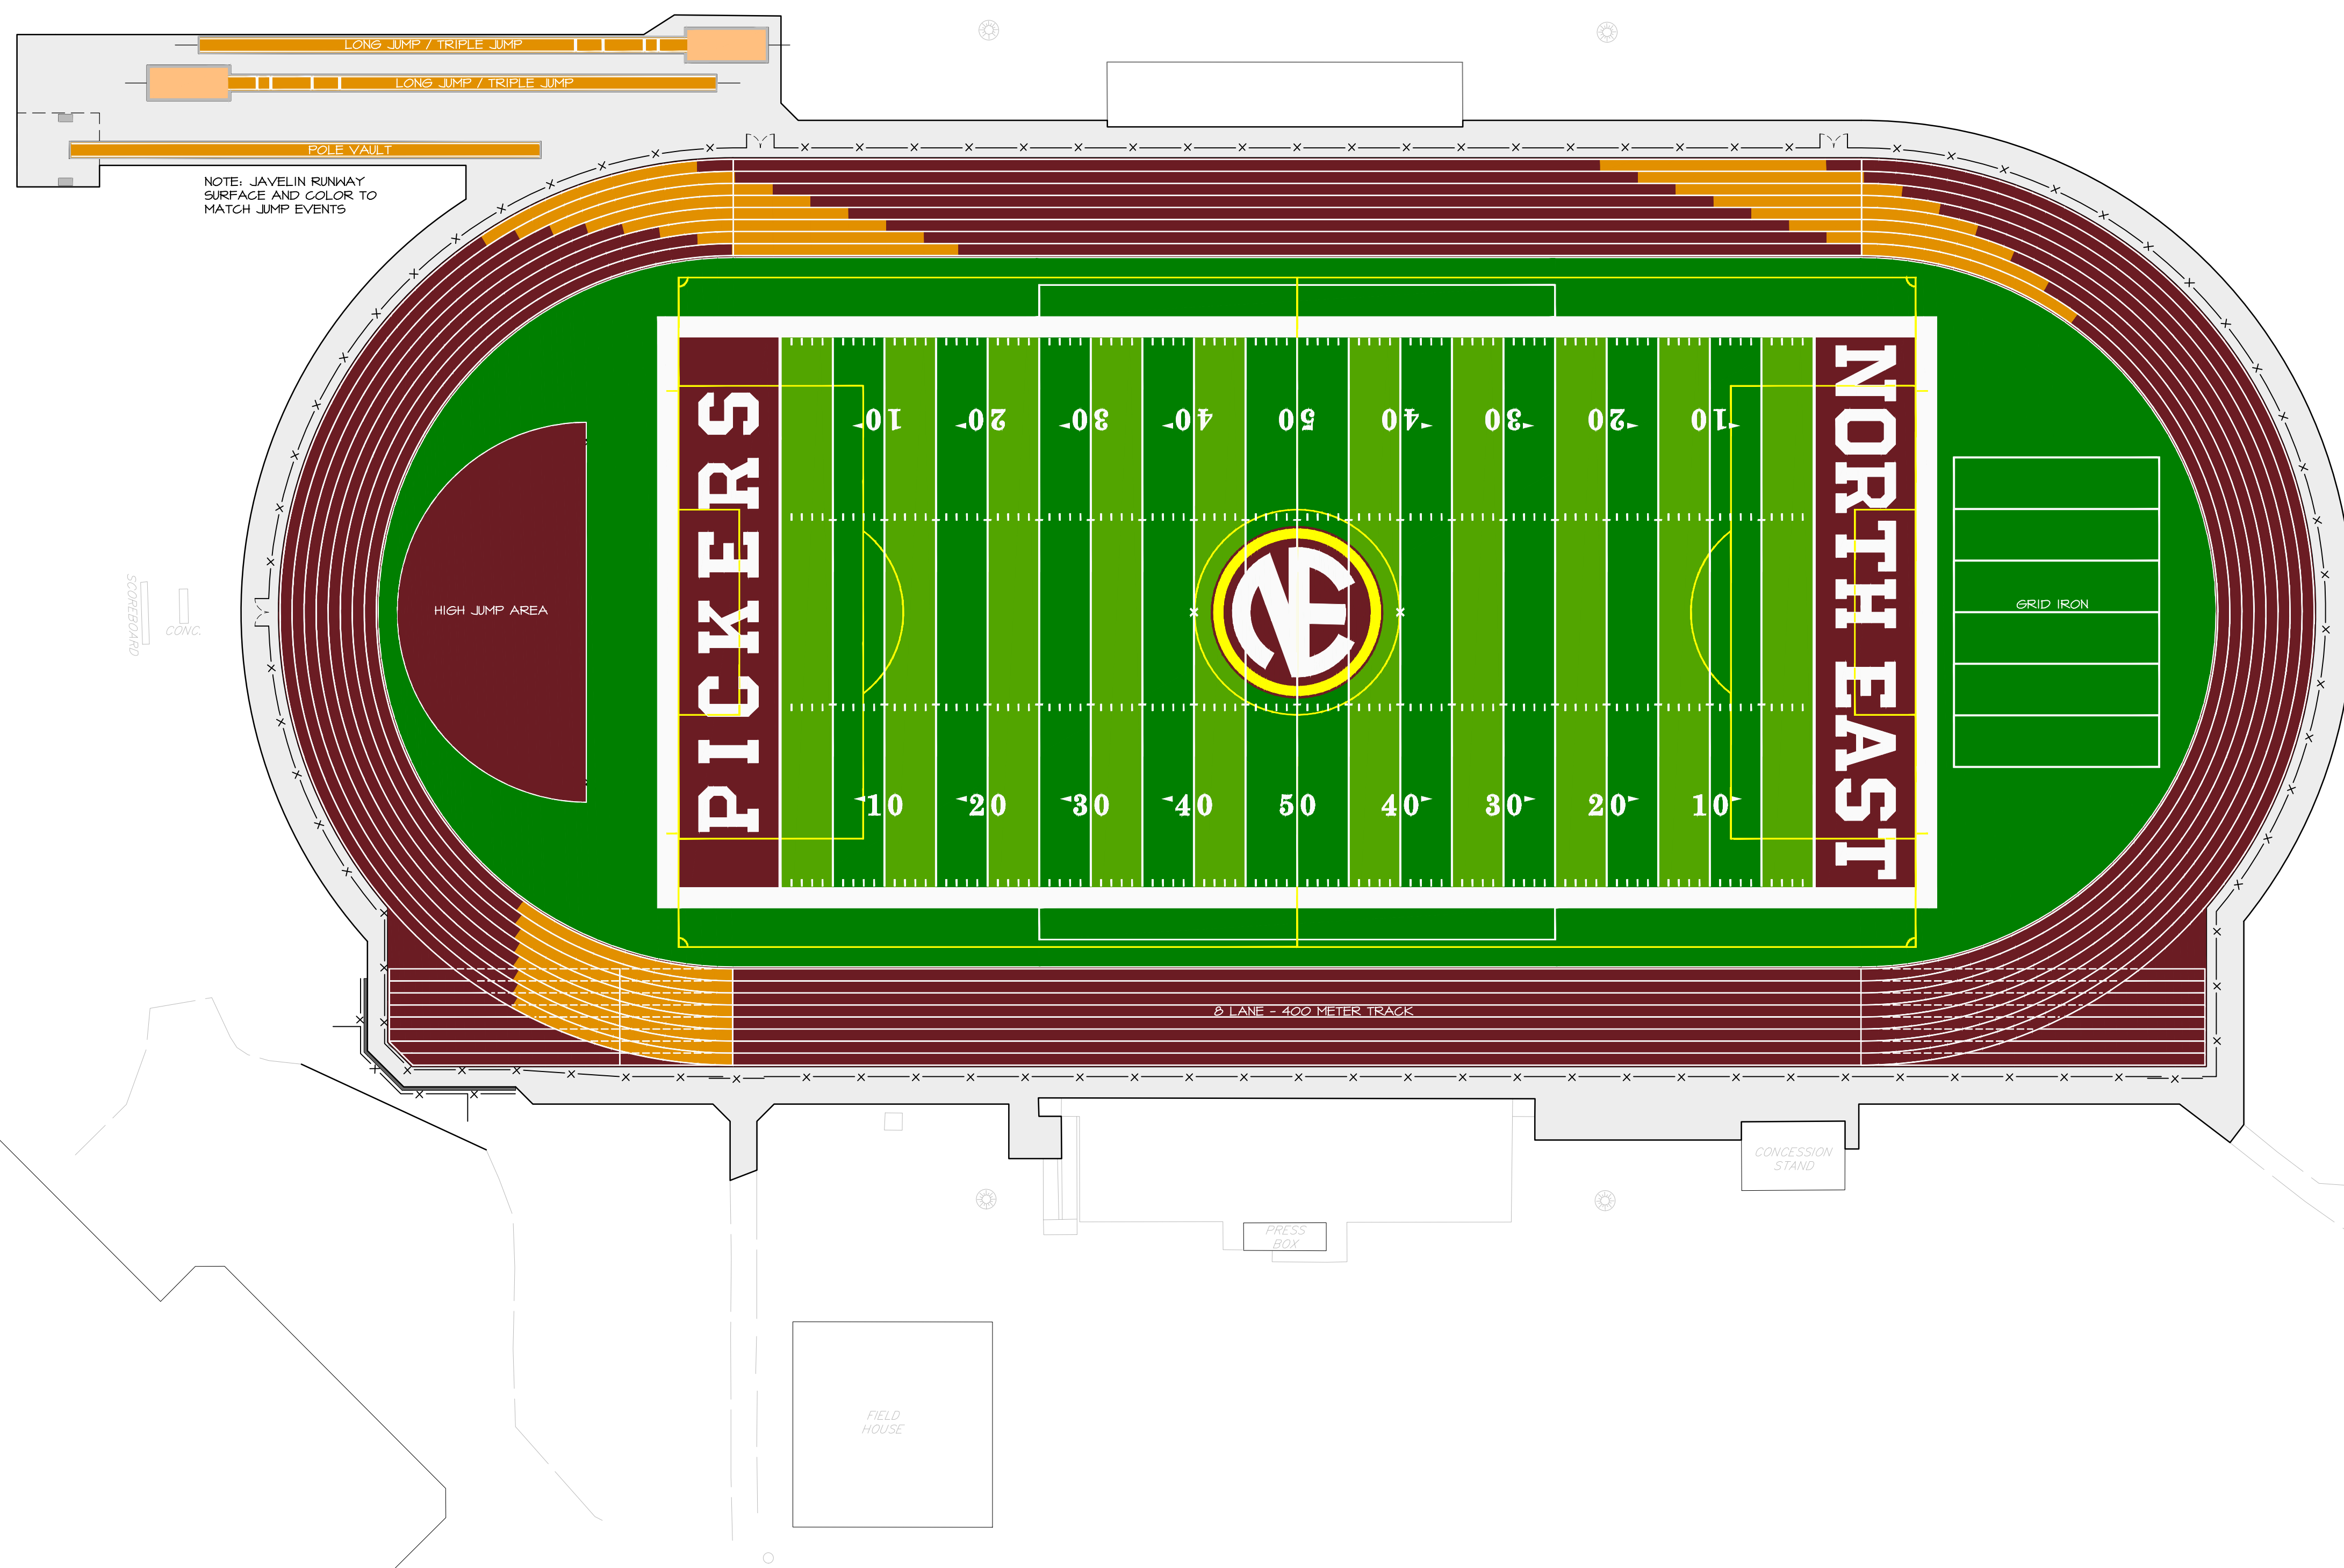 LONG JUMP / TRIPLE JUMP
LONG JUMP / TRIPLE JUMP
POLE VAULT
NOTE: JAVELIN RUNWAY
SURFACE AND COLOR TO
MATCH JUMP EVENTS
10 20 30 40 50 40 30 20 10
PICKERS
NORTH EAST
NE
SCOREBOARD
CONC.
HIGH JUMP AREA
GRID IRON
10 20 30 40 50 40 30 20 10
8 LANE - 400 METER TRACK
CONCESSION
STAND
PRESS
BOX
FIELD
HOUSE